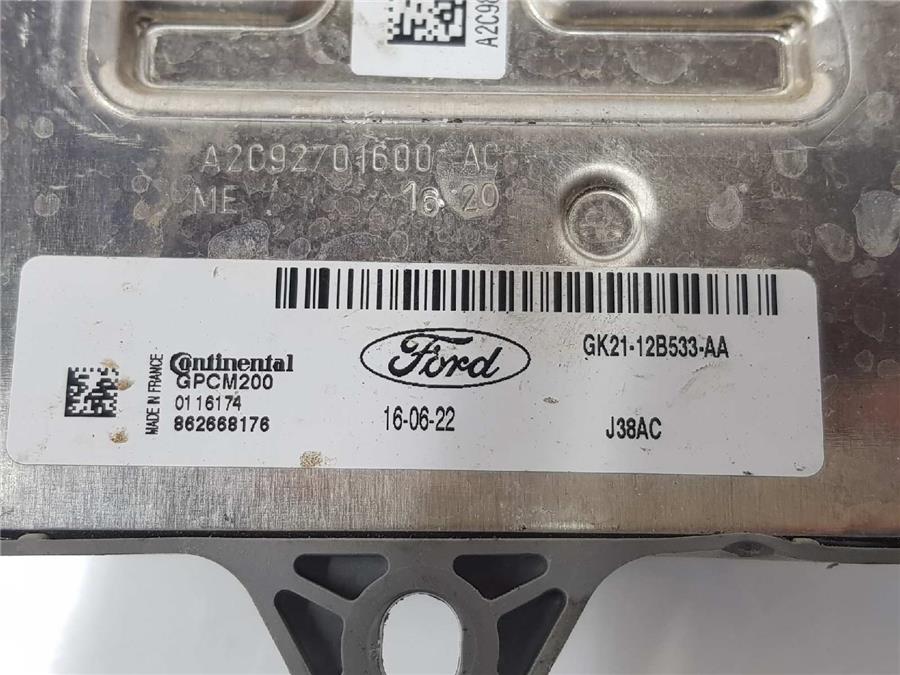 A2C92701600 AC
ME 16 20
MADE IN FRANCE
Continental
GPCM200
0116174
862668176
Ford
16-06-22
GK21-12B533-AA
J38AC